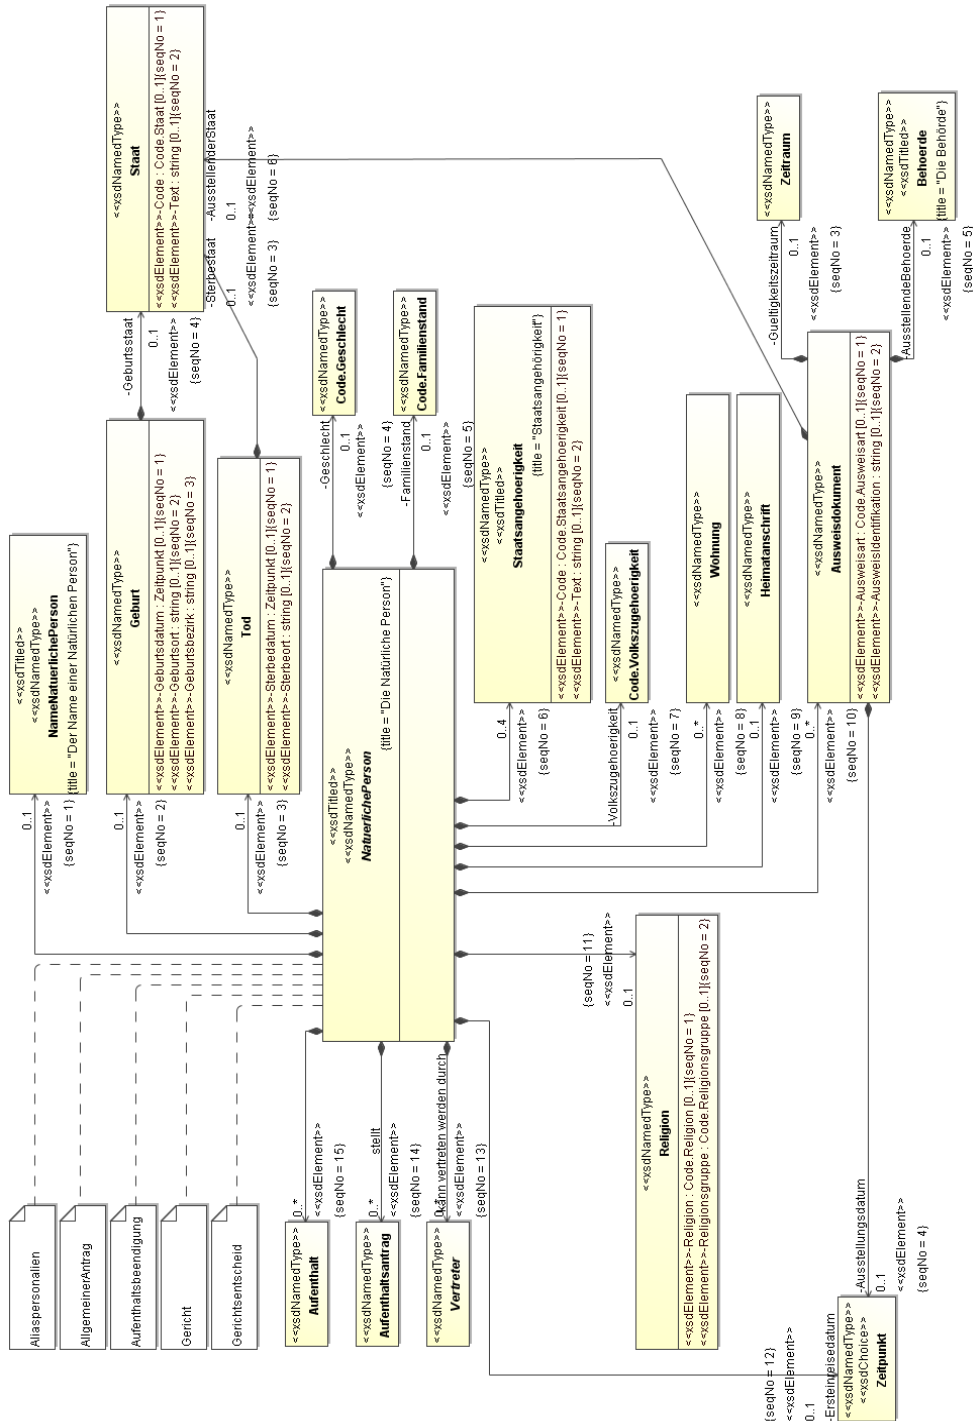 Aliaspersonalien
AllgemeinerAntrag
Aufenthaltsbeendigung
Gericht
Gerichtsentscheid
<<xsdTitled>>
<<xsdNamedType>>
NameNatuerlichePerson
{title = "Der Name einer Natürlichen Person"}
0..1
<<xsdElement>>
{seqNo = 1}
<<xsdNamedType>>
Geburt
<<xsdElement>>-Geburtsdatum : Zeitpunkt [0..1]{seqNo = 1}
<<xsdElement>>-Geburtsort : string [0..1]{seqNo = 2}
<<xsdElement>>-Geburtsbezirk : string [0..1]{seqNo = 3}
0..1
<<xsdElement>>
{seqNo = 2}
<<xsdNamedType>>
Staat
<<xsdElement>>-Code : Code.Staat [0..1]{seqNo = 1}
<<xsdElement>>-Text : string [0..1]{seqNo = 2}
-Geburtsstaat
0..1
<<xsdElement>>
{seqNo = 4}
-Sterbestaat
0..1
<<xsdElement>>
{seqNo = 3}
-AusstellenderStaat
0..1
<<xsdElement>>
{seqNo = 6}
<<xsdNamedType>>
Tod
<<xsdElement>>-Sterbedatum : Zeitpunkt [0..1]{seqNo = 1}
<<xsdElement>>-Sterbeort : string [0..1]{seqNo = 2}
0..1
<<xsdElement>>
{seqNo = 3}
<<xsdTitled>>
<<xsdNamedType>>
NatuerlichePerson
{title = "Die Natürliche Person"}
-Geschlecht
0..1
<<xsdElement>>
{seqNo = 4}
<<xsdNamedType>>
Code.Geschlecht
-Familienstand
0..1
<<xsdElement>>
{seqNo = 5}
<<xsdNamedType>>
Code.Familienstand
0..*
<<xsdElement>>
{seqNo = 15}
<<xsdNamedType>>
Aufenthalt
stellt
0..*
<<xsdElement>>
{seqNo = 14}
<<xsdNamedType>>
Aufenthaltsantrag
kann vertreten werden durch
0..*
<<xsdElement>>
{seqNo = 13}
<<xsdNamedType>>
Vertreter
<<xsdNamedType>>
<<xsdTitled>>
Staatsangehoerigkeit
{title = "Staatsangehörigkeit"}
<<xsdElement>>-Code : Code.Staatsangehoerigkeit [0..1]{seqNo = 1}
<<xsdElement>>-Text : string [0..1]{seqNo = 2}
0..4
<<xsdElement>>
{seqNo = 6}
<<xsdNamedType>>
Code.Volkszugehoerigkeit
-Volkszugehoerigkeit
0..1
<<xsdElement>>
{seqNo = 7}
<<xsdNamedType>>
Wohnung
0..*
<<xsdElement>>
{seqNo = 8}
<<xsdNamedType>>
Heimatanschrift
0..1
<<xsdElement>>
{seqNo = 9}
<<xsdNamedType>>
Ausweisdokument
<<xsdElement>>-Ausweisart : Code.Ausweisart [0..1]{seqNo = 1}
<<xsdElement>>-AusweisIdentifikation : string [0..1]{seqNo = 2}
0..*
<<xsdElement>>
{seqNo = 10}
-Gueltigkeitszeitraum
0..1
<<xsdElement>>
{seqNo = 3}
<<xsdNamedType>>
Zeitraum
-AusstellendeBehoerde
0..1
<<xsdElement>>
{seqNo = 5}
<<xsdNamedType>>
<<xsdTitled>>
Behoerde
{title = "Die Behörde"}
{seqNo = 11}
<<xsdElement>>
0..1
<<xsdNamedType>>
Religion
<<xsdElement>>-Religion : Code.Religion [0..1]{seqNo = 1}
<<xsdElement>>-Religionsgruppe : Code.Religionsgruppe [0..1]{seqNo = 2}
{seqNo = 12}
<<xsdElement>>
0..1
-Ersteinreisedatum
-Ausstellungsdatum
0..1
<<xsdElement>>
{seqNo = 4}
<<xsdNamedType>>
<<xsdChoice>>
Zeitpunkt